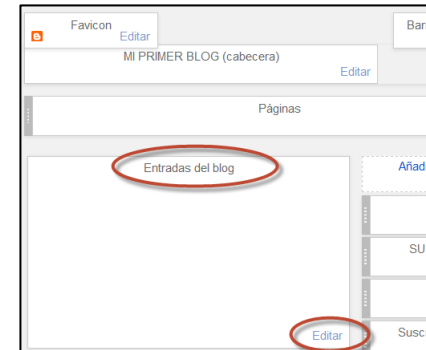 Favicon
Editar
Bar
MI PRIMER BLOG (cabecera)
Editar
Páginas
Entradas del blog
Añad
SU
Editar
Susc